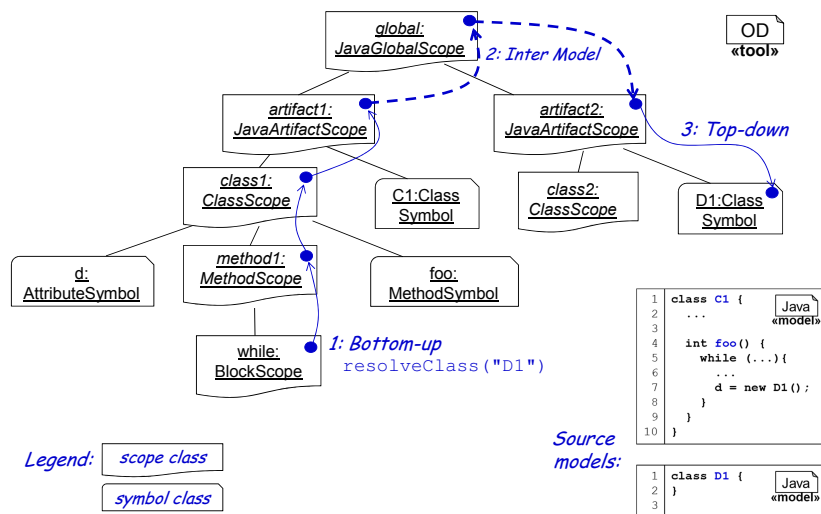 global:
JavaGlobalScope
OD
«tool»
2: Inter Model
artifact1:
JavaArtifactScope
artifact2:
JavaArtifactScope
3: Top-down
class1:
ClassScope
C1:Class
Symbol
class2:
ClassScope
D1:Class
Symbol
d:
AttributeSymbol
method1:
MethodScope
foo:
MethodSymbol
while:
BlockScope
1: Bottom-up
resolveClass("D1")
1 class C1 {
2 ...
3
4 int foo() {
5 while (...){
6 ...
7 d = new D1();
8 }
9 }
10 }
Java
«model»
Source
models:
1 class D1 {
2 }
3
Java
«model»
Legend:
scope class
symbol class